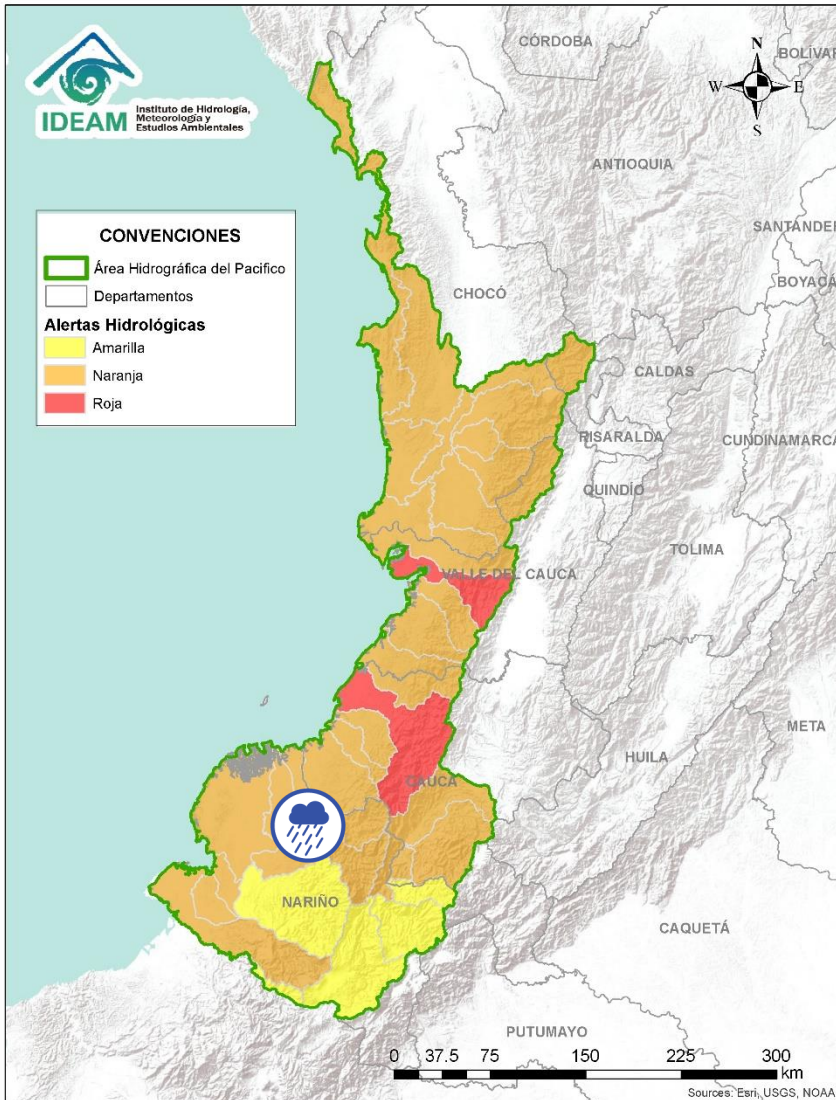 IDEAM
Instituto de Hidrología,
Meteorología y
Estudios Ambientales
CÓRDOBA
BOLÍVAR
N
W
E
S
ANTIOQUIA
SANTANDER
BOYACÁ
CONVENCIONES
Área Hidrográfica del Pacifico
Departamentos
Alertas Hidrológicas
Amarilla
Naranja
Roja
CHOCÓ
CALDAS
RISARALDA
CUNDINAMARCA
QUINDÍO
TOLIMA
VALLE DEL CAUCA
META
HUILA
CAUCA
NARIÑO
CAQUETÁ
PUTUMAYO
0 37.5 75 150 225 300
km
Sources: Esri, USGS, NOAA